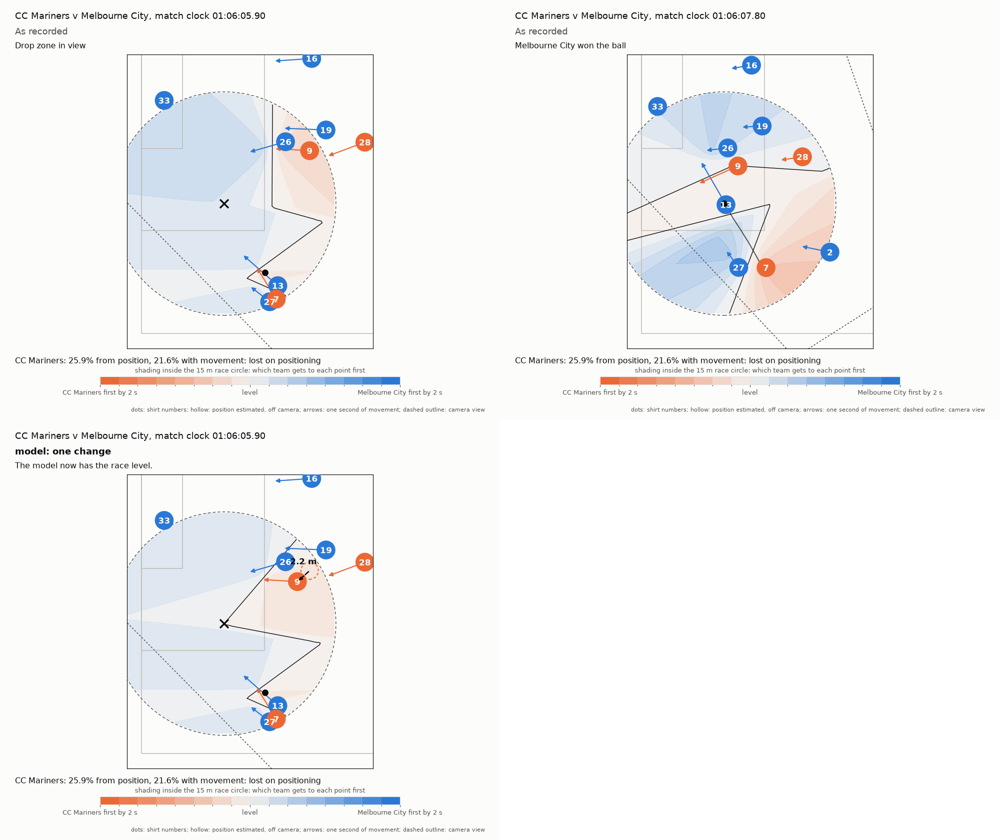 CC Mariners v Melbourne City, match clock 01:06:05.90
As recorded
Drop zone in view
16
33
19
26
9
28
13
27
7
CC Mariners: 25.9% from position, 21.6% with movement: lost on positioning
shading inside the 15 m race circle: which team gets to each point first
CC Mariners first by 2 s
level
Melbourne City first by 2 s
dots: shirt numbers; hollow: position estimated, off camera; arrows: one second of movement; dashed outline: camera view
CC Mariners v Melbourne City, match clock 01:06:07.80
As recorded
Melbourne City won the ball
16
33
19
26
28
9
13
2
27
7
CC Mariners: 25.9% from position, 21.6% with movement: lost on positioning
shading inside the 15 m race circle: which team gets to each point first
CC Mariners first by 2 s
level
Melbourne City first by 2 s
dots: shirt numbers; hollow: position estimated, off camera; arrows: one second of movement; dashed outline: camera view
CC Mariners v Melbourne City, match clock 01:06:05.90
model: one change
The model now has the race level.
16
33
19
26
.2 m
28
9
13
27
7
CC Mariners: 25.9% from position, 21.6% with movement: lost on positioning
shading inside the 15 m race circle: which team gets to each point first
CC Mariners first by 2 s
level
Melbourne City first by 2 s
dots: shirt numbers; hollow: position estimated, off camera; arrows: one second of movement; dashed outline: camera view